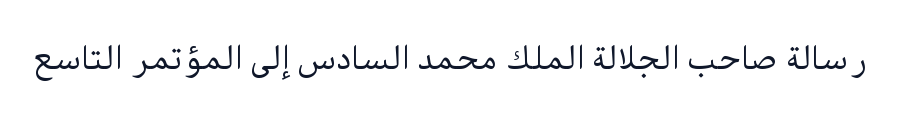 رسالة صاحب الجلالة الملك محمد السادس إلى المؤتمر التاسع